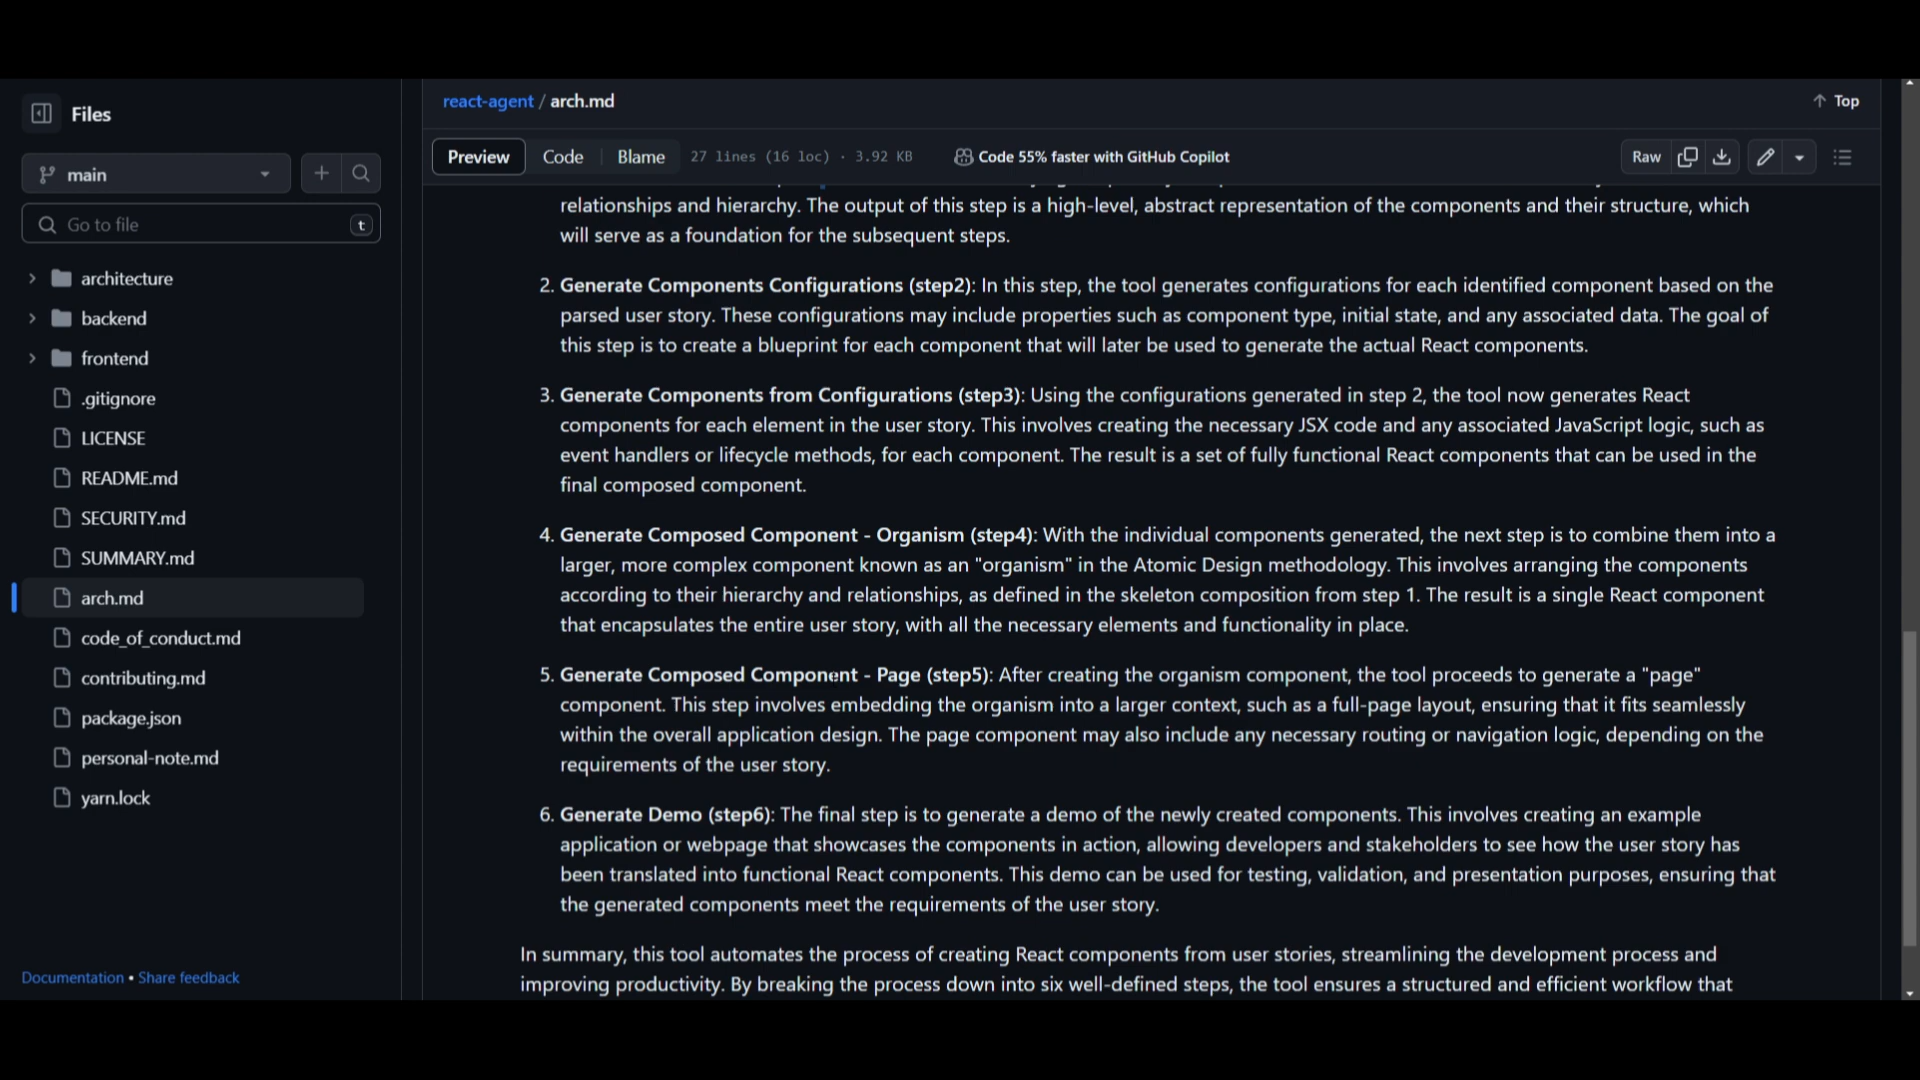 Files
main
Go to file
t
architecture
backend
frontend
.gitignore
LICENSE
README.md
SECURITY.md
SUMMARY.md
arch.md
code_of_conduct.md
contributing.md
package.json
personal-note.md
yarn.lock
Documentation • Share feedback
react-agent / arch.md
Top
Preview Code Blame 27 lines (16 loc) · 3.92 KB Code 55% faster with GitHub Copilot Raw
relationships and hierarchy. The output of this step is a high-level, abstract representation of the components and their structure, which
will serve as a foundation for the subsequent steps.
2. Generate Components Configurations (step2): In this step, the tool generates configurations for each identified component based on the
parsed user story. These configurations may include properties such as component type, initial state, and any associated data. The goal of
this step is to create a blueprint for each component that will later be used to generate the actual React components.
3. Generate Components from Configurations (step3): Using the configurations generated in step 2, the tool now generates React
components for each element in the user story. This involves creating the necessary JSX code and any associated JavaScript logic, such as
event handlers or lifecycle methods, for each component. The result is a set of fully functional React components that can be used in the
final composed component.
4. Generate Composed Component - Organism (step4): With the individual components generated, the next step is to combine them into a
larger, more complex component known as an "organism" in the Atomic Design methodology. This involves arranging the components
according to their hierarchy and relationships, as defined in the skeleton composition from step 1. The result is a single React component
that encapsulates the entire user story, with all the necessary elements and functionality in place.
5. Generate Composed Component - Page (step5): After creating the organism component, the tool proceeds to generate a "page"
component. This step involves embedding the organism into a larger context, such as a full-page layout, ensuring that it fits seamlessly
within the overall application design. The page component may also include any necessary routing or navigation logic, depending on the
requirements of the user story.
6. Generate Demo (step6): The final step is to generate a demo of the newly created components. This involves creating an example
application or webpage that showcases the components in action, allowing developers and stakeholders to see how the user story has
been translated into functional React components. This demo can be used for testing, validation, and presentation purposes, ensuring that
the generated components meet the requirements of the user story.
In summary, this tool automates the process of creating React components from user stories, streamlining the development process and
improving productivity. By breaking the process down into six well-defined steps, the tool ensures a structured and efficient workflow that